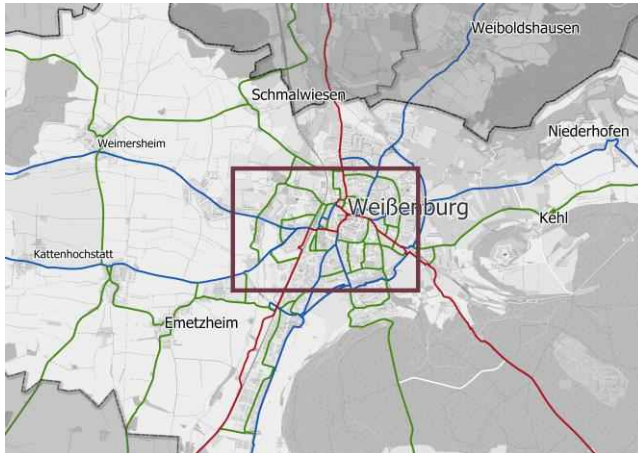 Weiboldshausen
Schmalwiesen
Niederhofen
Weimersheim
Weißenburg
Kehl
Kattenhochstatt
Emetzheim